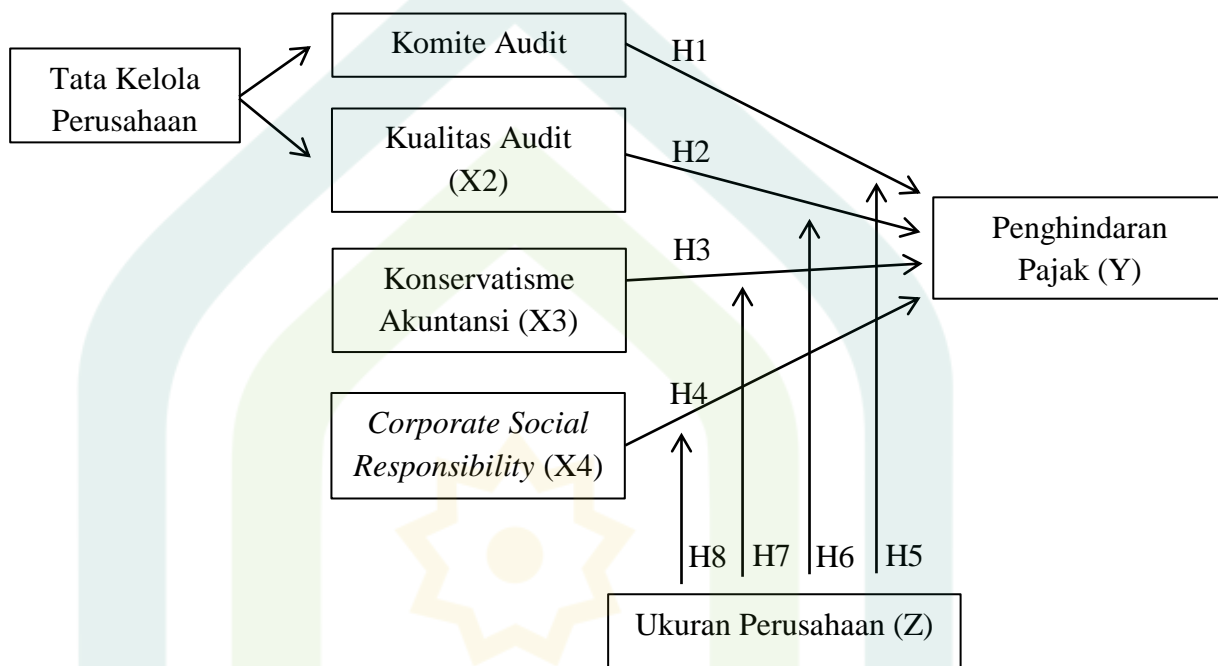 Tata Kelola
Perusahaan
Komite Audit
Kualitas Audit
(X2)
Konservatisme
Akuntansi (X3)
Corporate Social
Responsibility (X4)
H1
H2
H3
H4
Penghindaran
Pajak (Y)
H8
H7
H6
H5
Ukuran Perusahaan (Z)